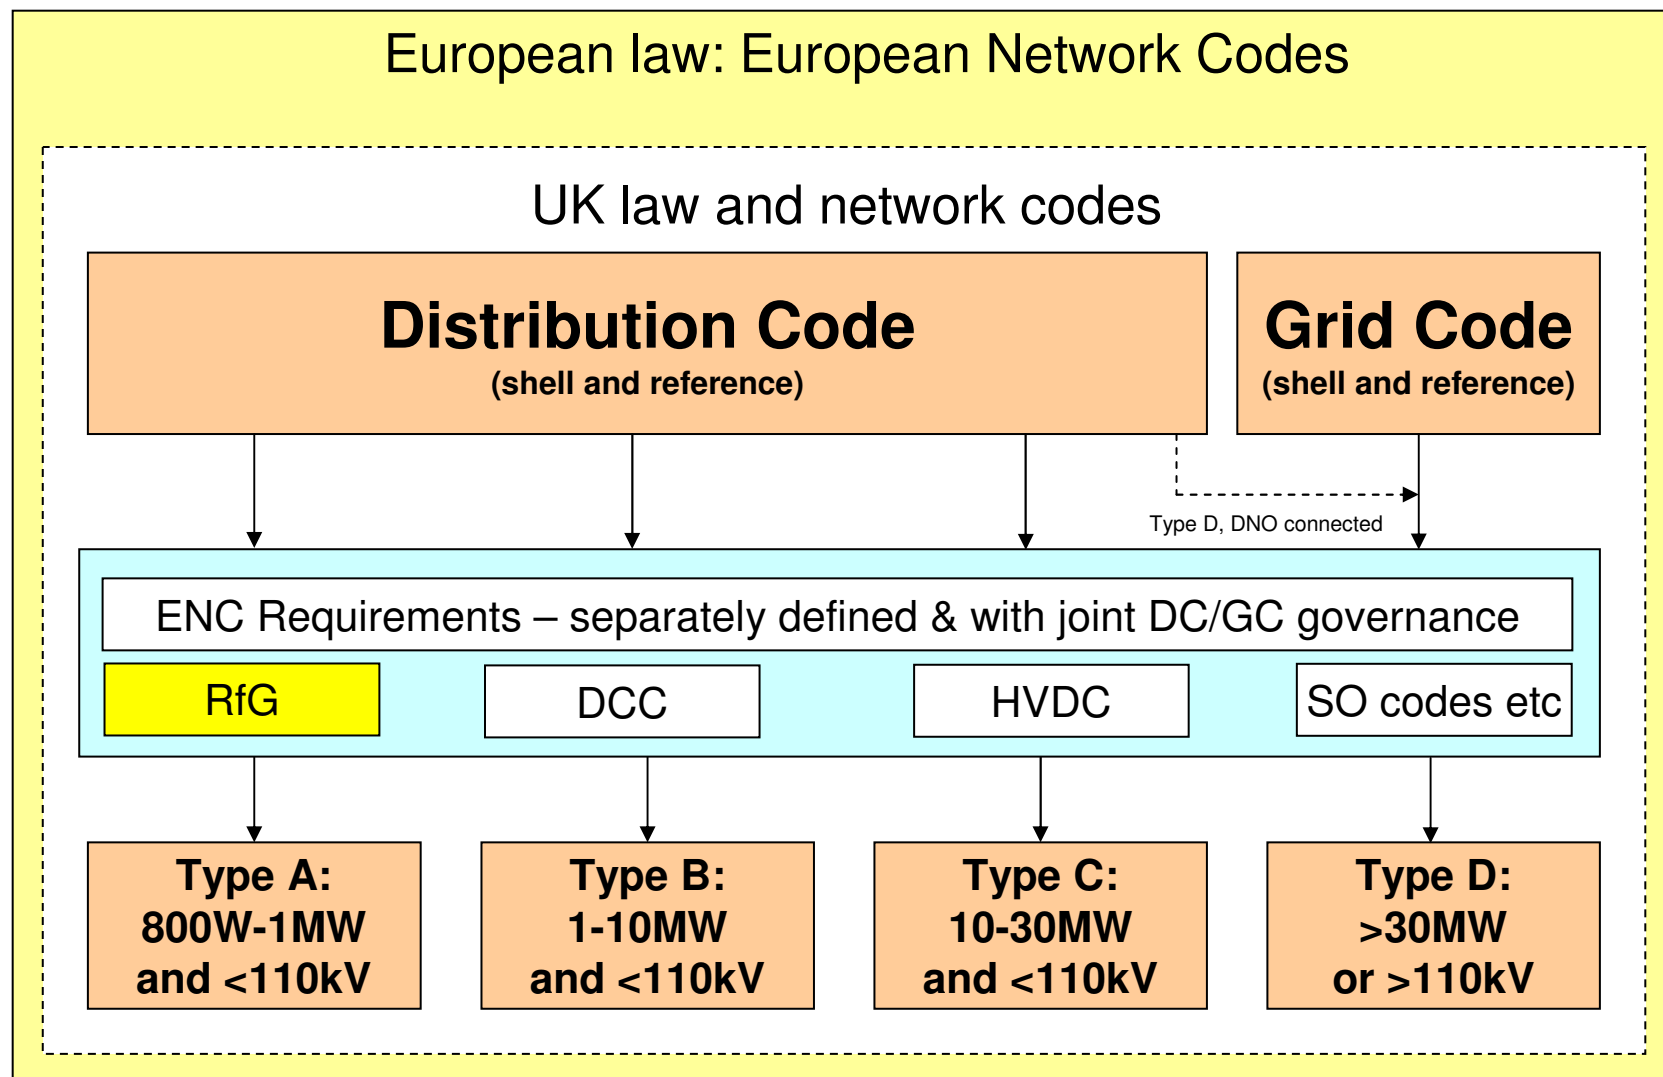 European law: European Network Codes
UK law and network codes
Distribution Code
(shell and reference)
Grid Code
(shell and reference)
Type D, DNO connected
ENC Requirements – separately defined & with joint DC/GC governance
RfG
DCC
HVDC
SO codes etc
Type A:
800W-1MW
and <110kV
Type B:
1-10MW
and <110kV
Type C:
10-30MW
and <110kV
Type D:
>30MW
or >110kV